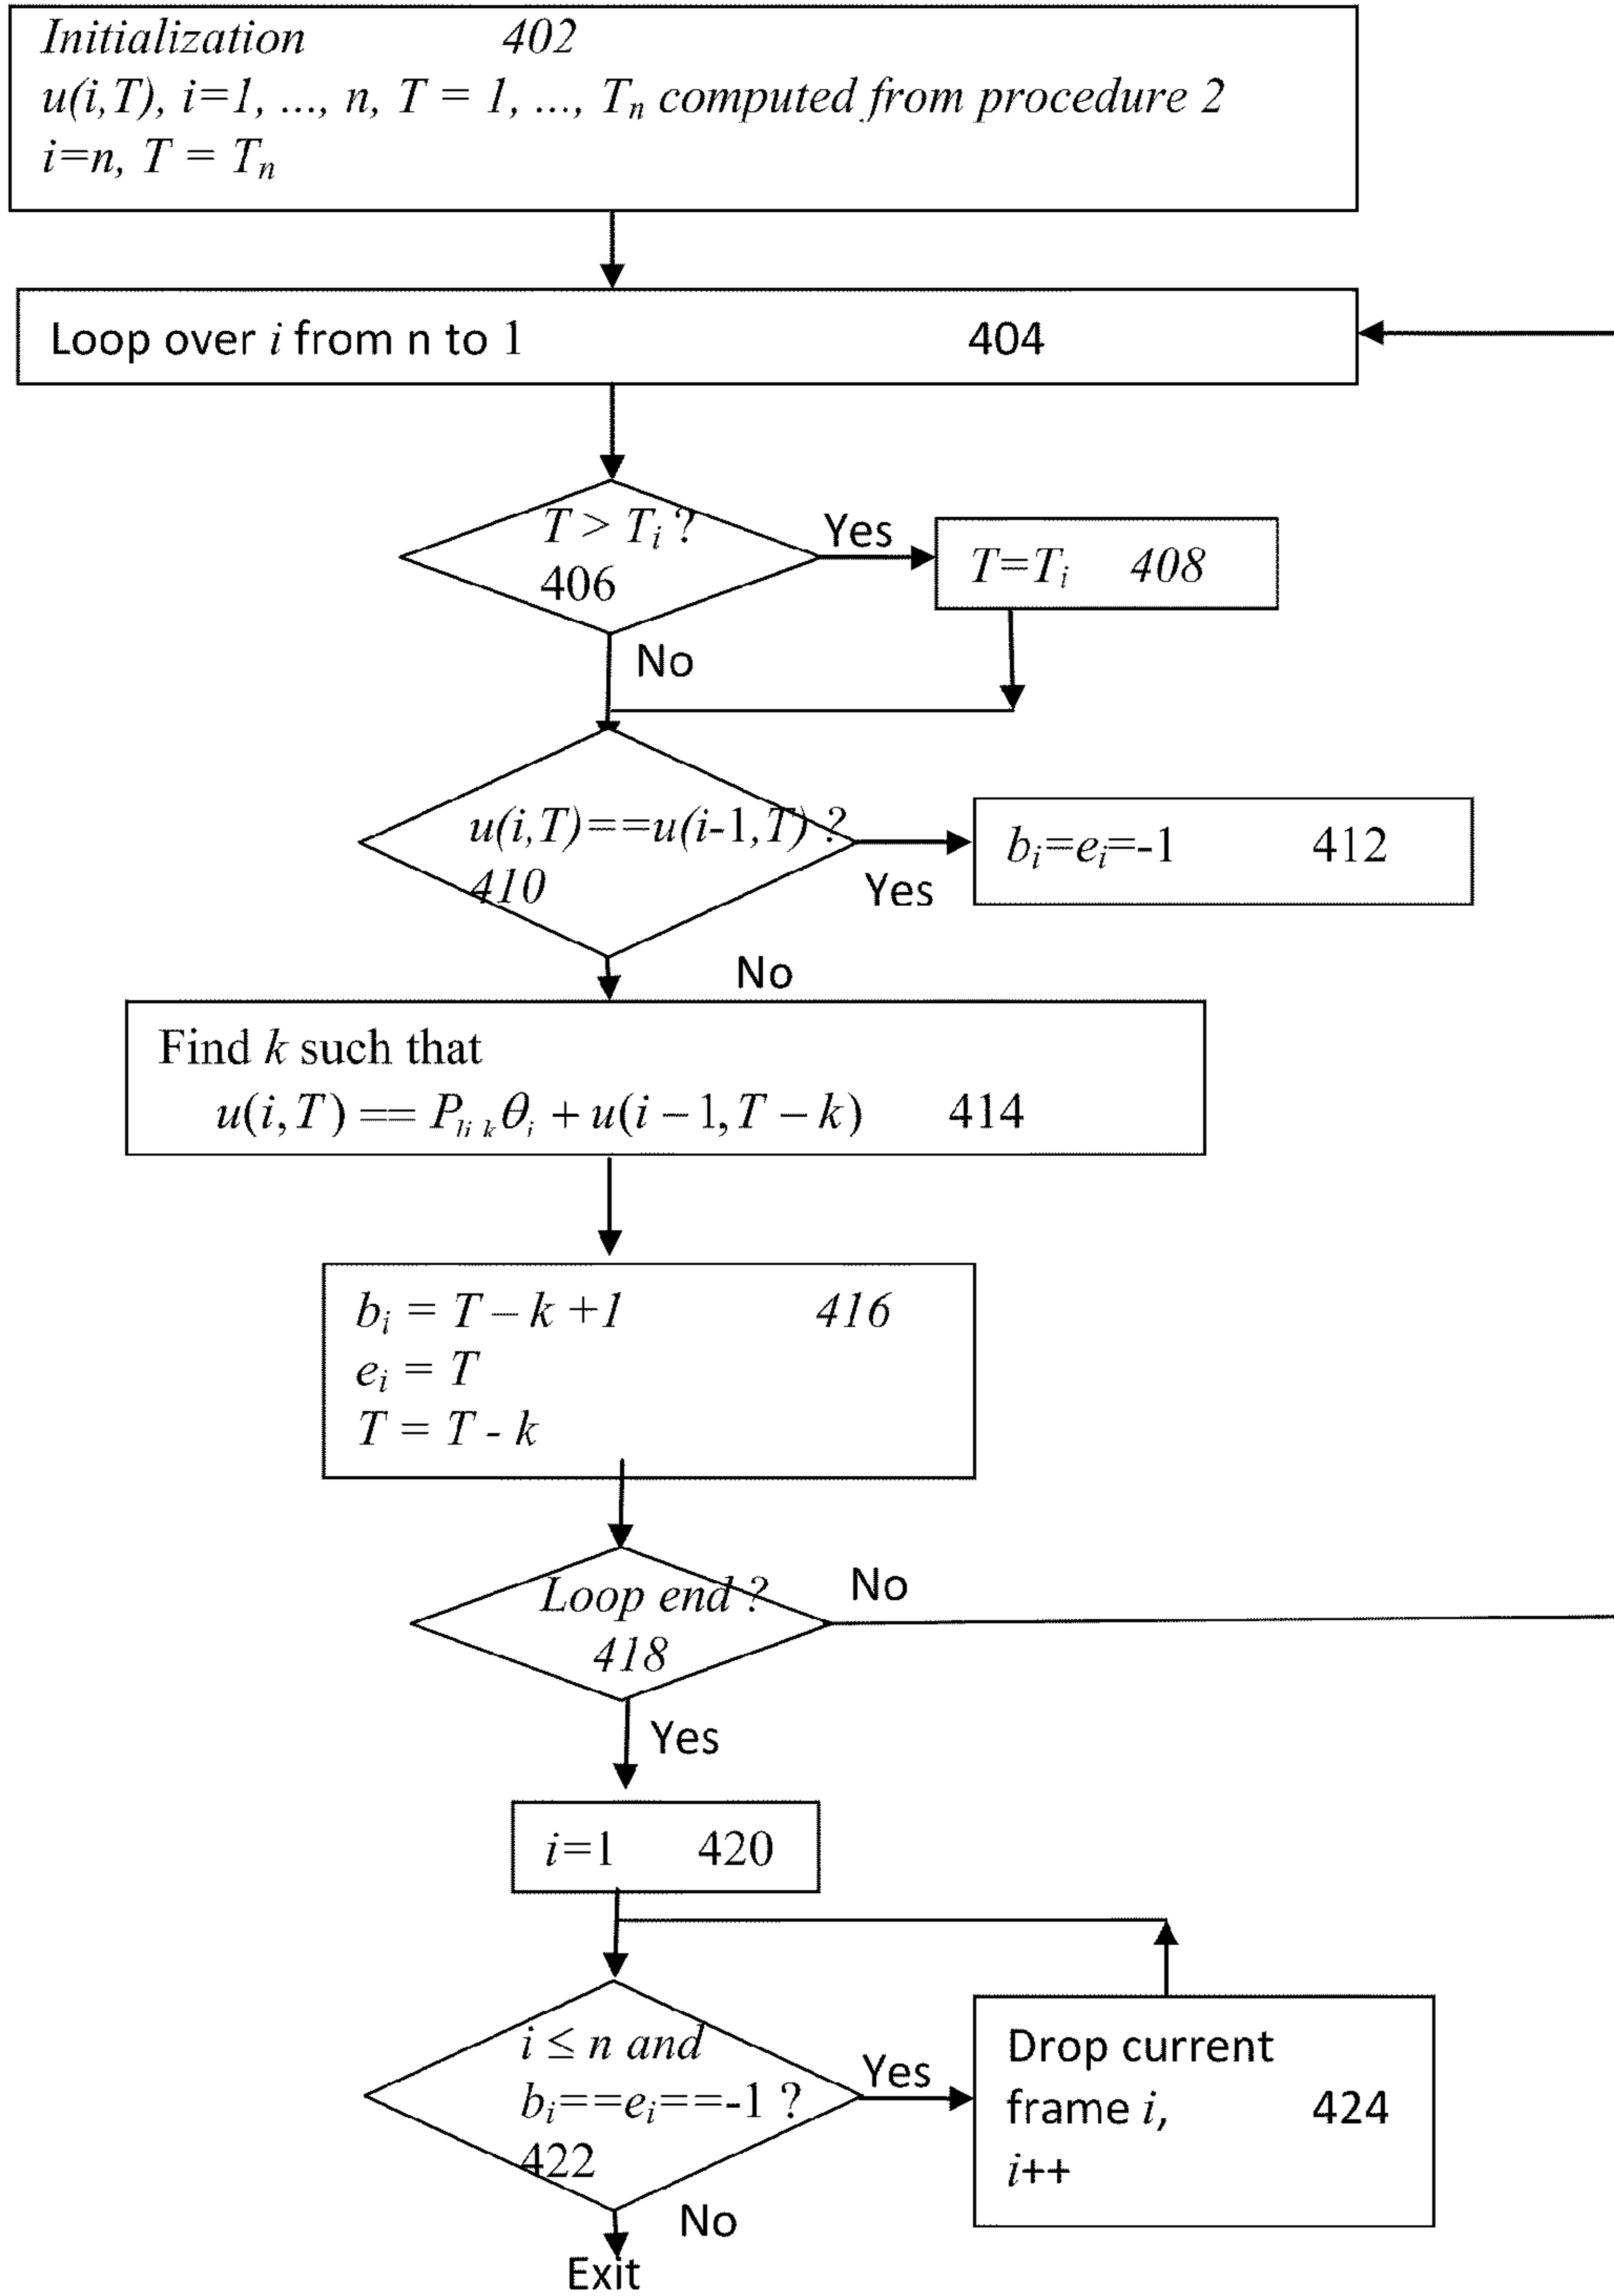 Initialization 402
u(i,T), i=1, ..., n, T = 1, ..., Tn computed from procedure 2
i=n, T = Tn
Loop over i from n to 1 404
T > Ti ?
406
Yes
T=Ti 408
No
u(i,T)==u(i-1,T) ?
410
Yes
bi=ei=-1 412
No
Find k such that
u(i,T) == Pli k θi + u(i – 1, T – k) 414
bi = T – k +1 416
ei = T
T = T - k
Loop end ?
418
No
Yes
i=1 420
i ≤ n and
bi==ei==-1 ?
422
Yes
Drop current
frame i, 424
i++
No
Exit